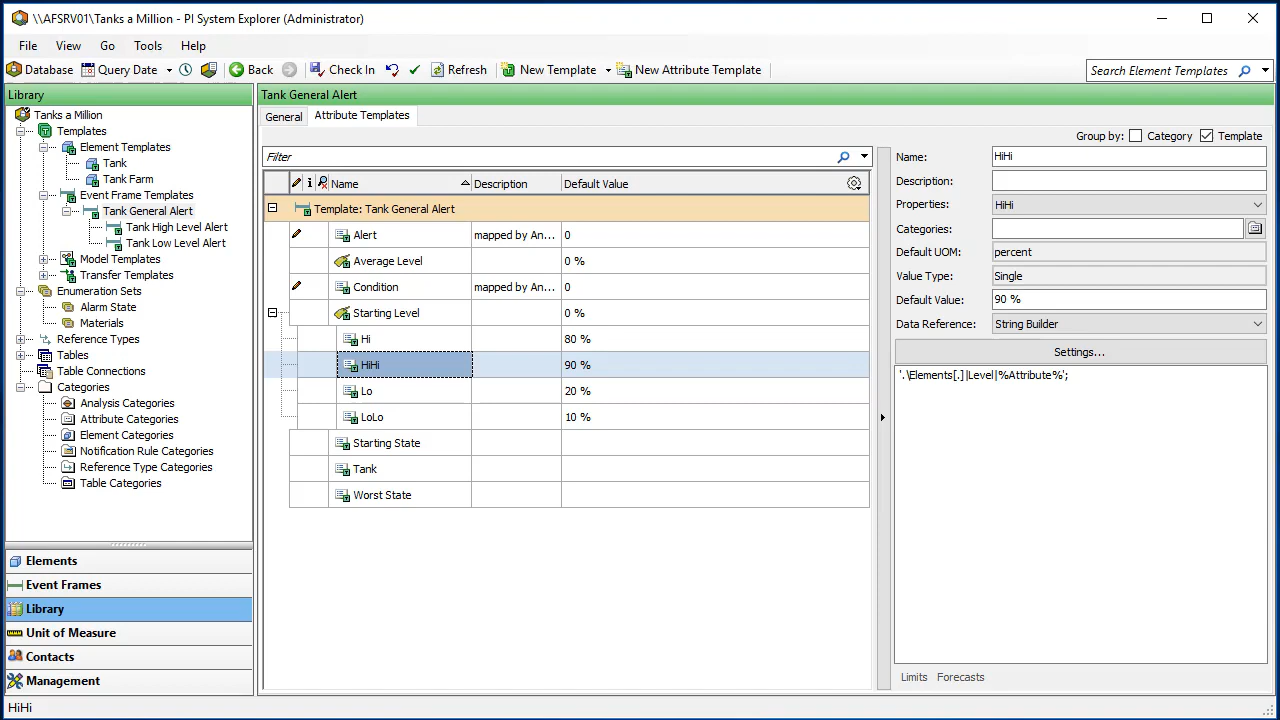 \\AFSRV01\Tanks a Million - PI System Explorer (Administrator)
File View Go Tools Help
Database Query Date Back Check In Refresh New Template New Attribute Template Search Element Templates
Library
Tanks a Million
Templates
Element Templates
Tank
Tank Farm
Event Frame Templates
Tank General Alert
Tank High Level Alert
Tank Low Level Alert
Model Templates
Transfer Templates
Enumeration Sets
Alarm State
Materials
Reference Types
Tables
Table Connections
Categories
Analysis Categories
Attribute Categories
Element Categories
Notification Rule Categories
Reference Type Categories
Table Categories
Elements
Event Frames
Library
Unit of Measure
Contacts
Management
Tank General Alert
General Attribute Templates
Group by: Category Template
Filter
Name Description Default Value
Template: Tank General Alert
Alert mapped by An... 0
Average Level 0 %
Condition mapped by An... 0
Starting Level 0 %
Hi 80 %
HiHi 90 %
Lo 20 %
LoLo 10 %
Starting State
Tank
Worst State
Name: HiHi
Description:
Properties: HiHi
Categories:
Default UOM: percent
Value Type: Single
Default Value: 90 %
Data Reference: String Builder
Settings...
'.\Elements[.]|Level|%Attribute%';
Limits Forecasts
HiHi